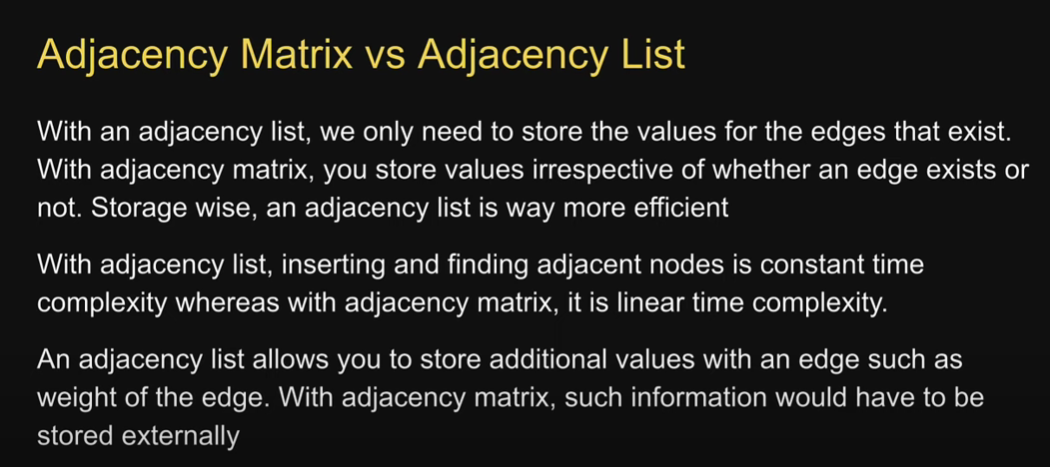 Adjacency Matrix vs Adjacency List
With an adjacency list, we only need to store the values for the edges that exist.
With adjacency matrix, you store values irrespective of whether an edge exists or
not. Storage wise, an adjacency list is way more efficient
With adjacency list, inserting and finding adjacent nodes is constant time
complexity whereas with adjacency matrix, it is linear time complexity.
An adjacency list allows you to store additional values with an edge such as
weight of the edge. With adjacency matrix, such information would have to be
stored externally